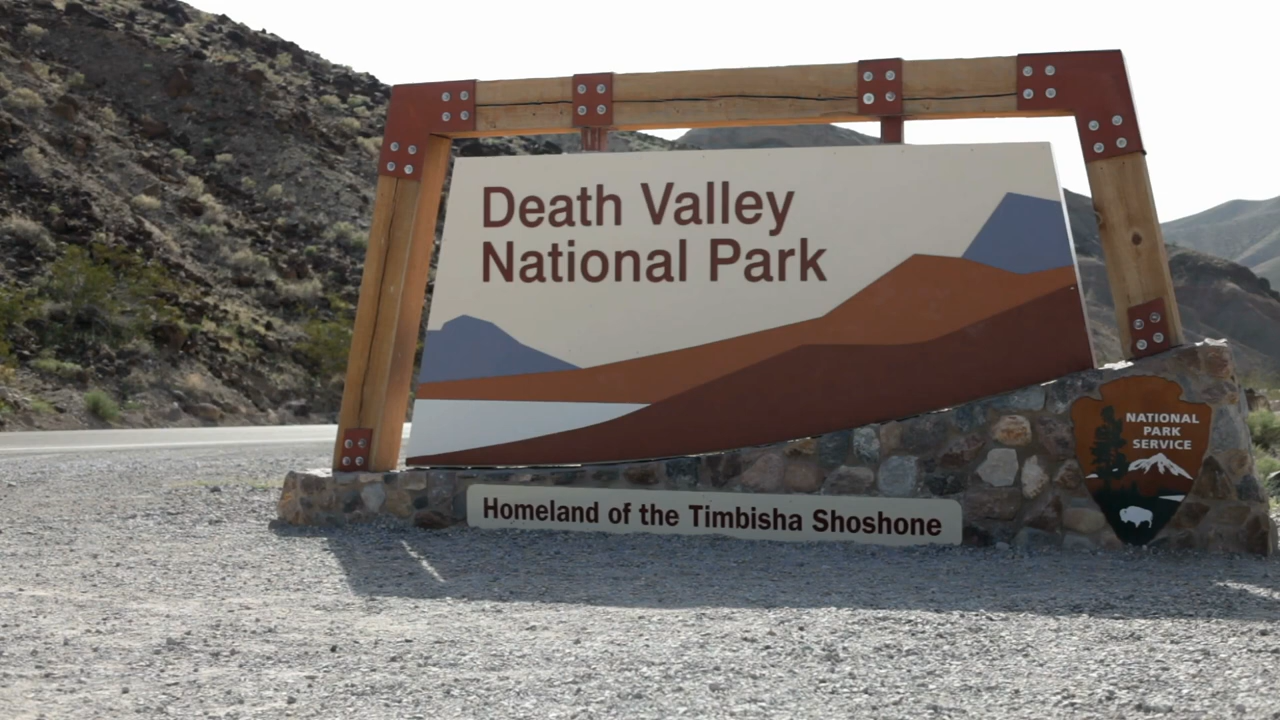 Death Valley
National Park
NATIONAL
PARK
SERVICE
Homeland of the Timbisha Shoshone